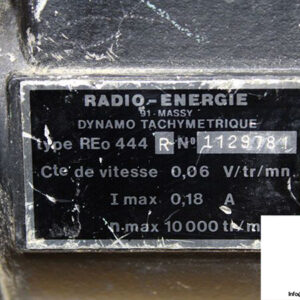 RADIO-ENERGIE
91-MASSY
DYNAMO TACHYMETRIQUE
type REo 444 R Nº 1129781
Cte de vitesse 0,06 V/tr/mn
I max 0,18 A
n max 10 000 tr/m